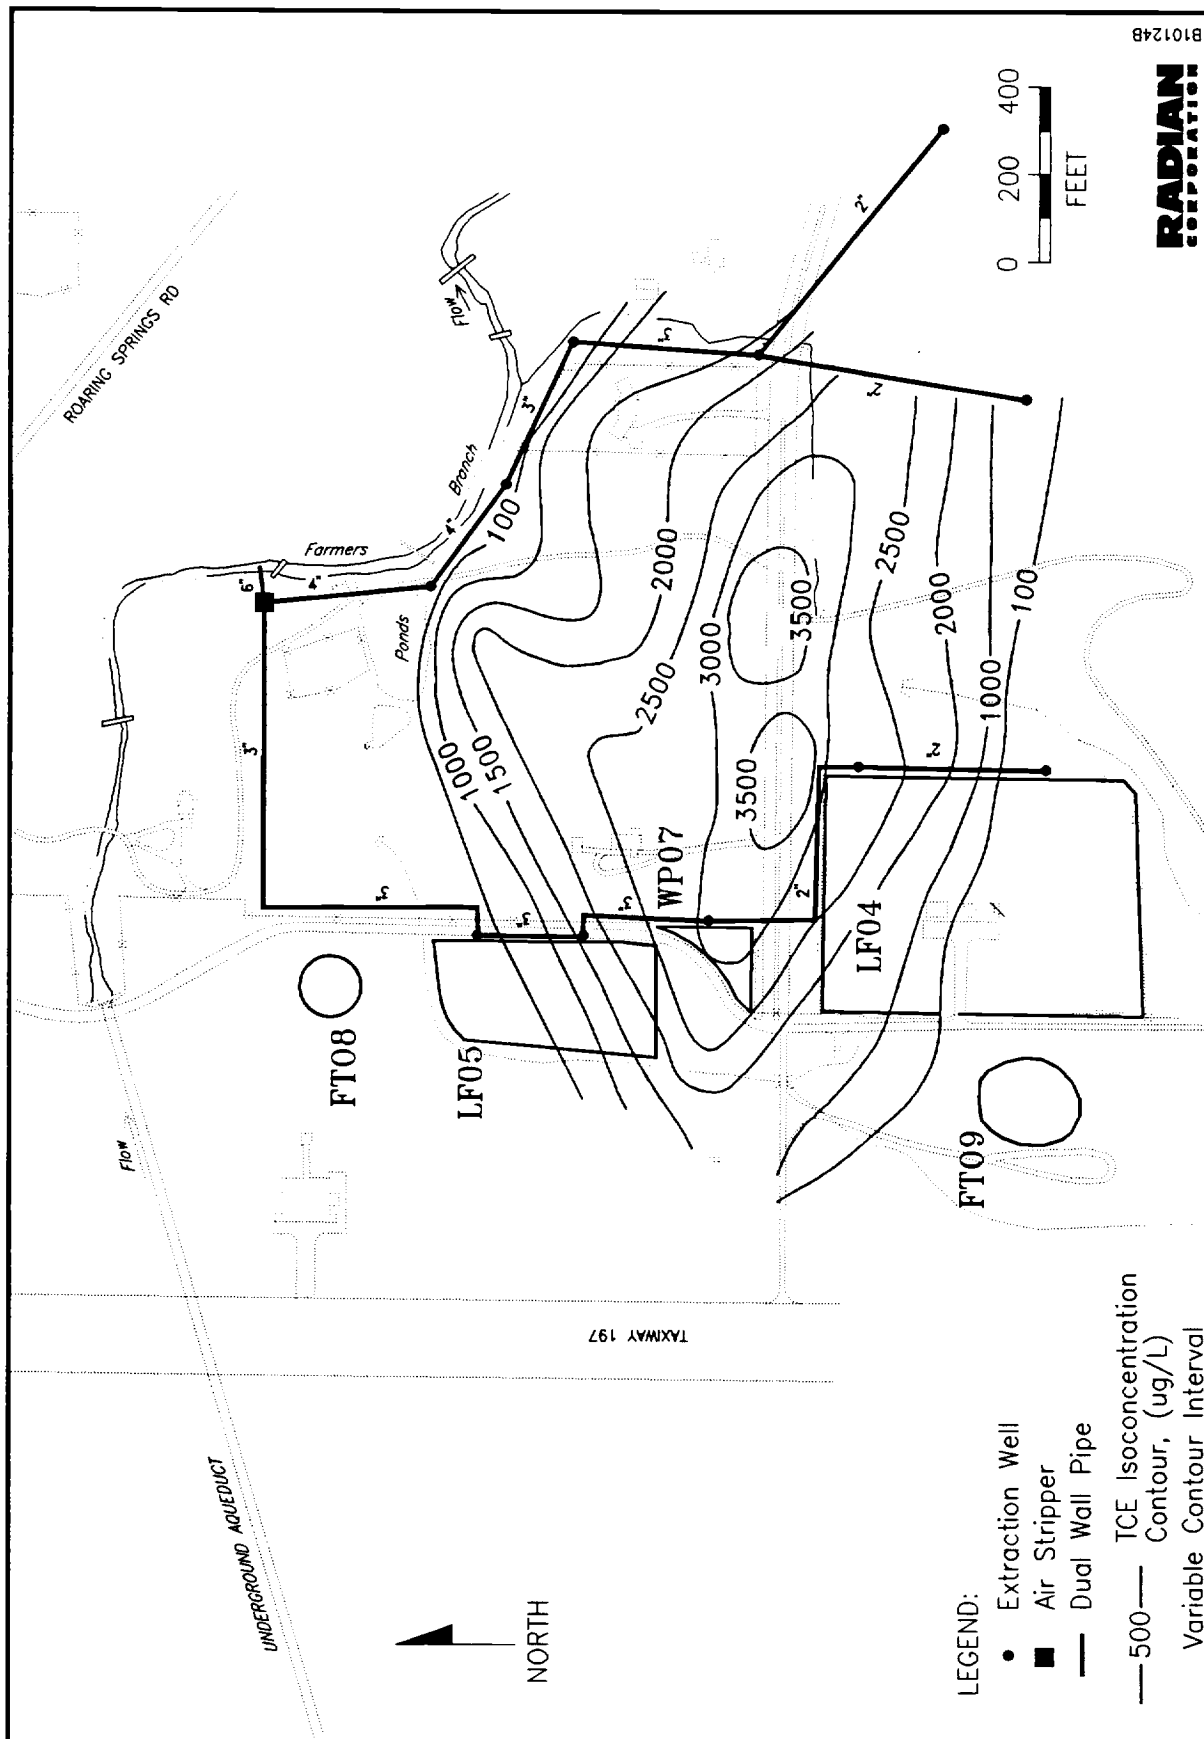 B10124B
ROARING SPRINGS RD
Flow
Farmers
Branch
Ponds
6"
4"
4"
3"
3"
3"
3"
3"
3"
2"
2"
2"
2"
100
1000
1500
2000
2500
3000
3500
3500
2500
2000
1000
100
WP07
LF04
LF05
FT08
FT09
Flow
UNDERGROUND AQUEDUCT
TAXIWAY 197
NORTH
0 200 400
FEET
RADIAN
CORPORATION
LEGEND:
Extraction Well
Air Stripper
Dual Wall Pipe
500 TCE Isoconcentration
Contour, (ug/L)
Variable Contour Interval